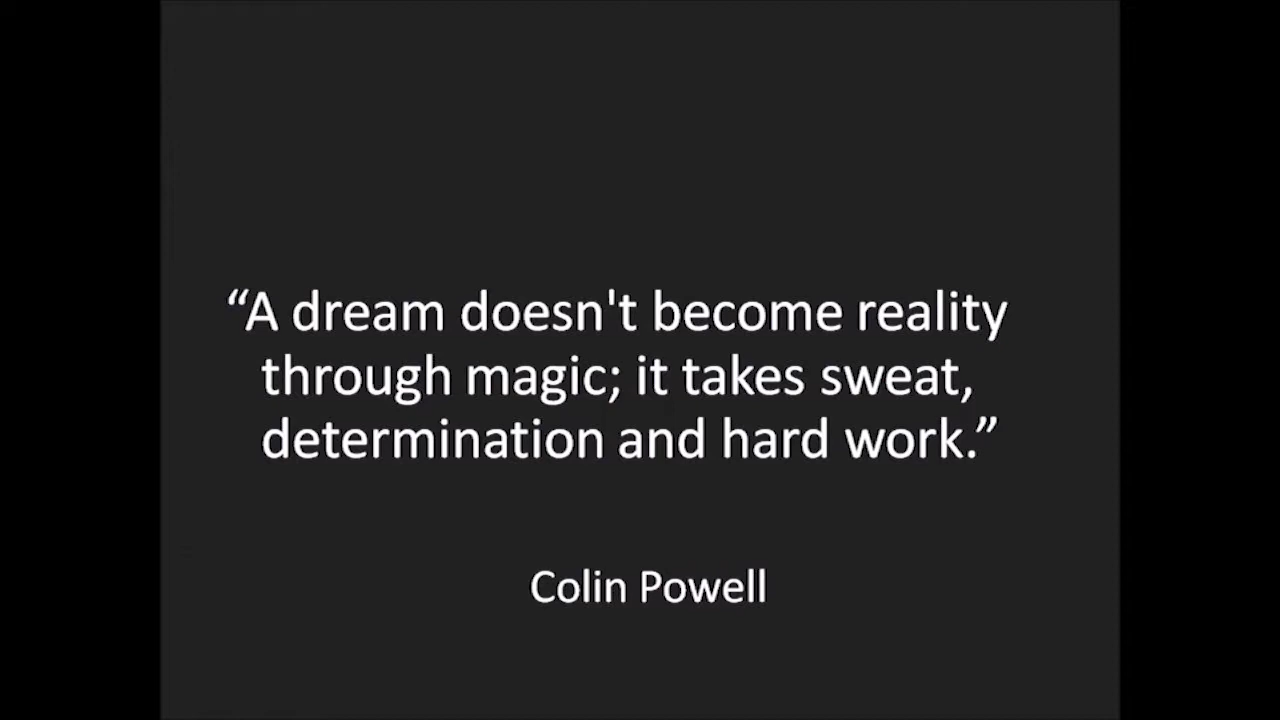 “A dream doesn't become reality
through magic; it takes sweat,
determination and hard work.”
Colin Powell